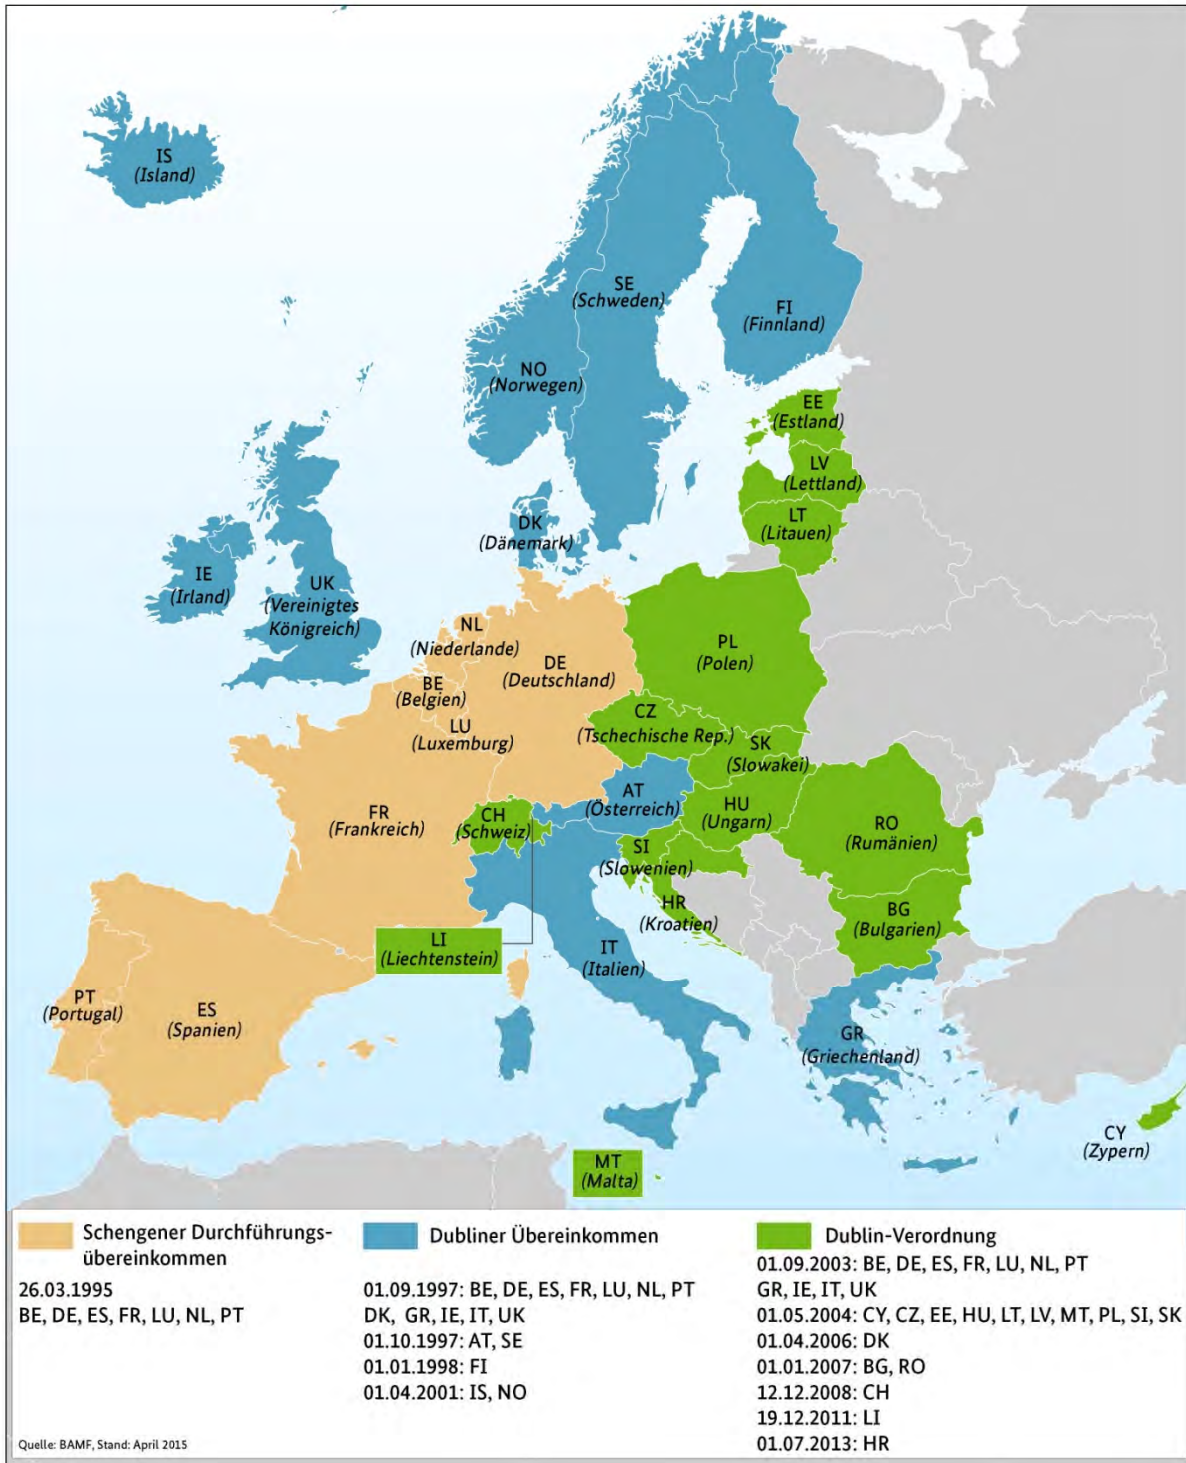 IS
(Island)
SE
(Schweden)
FI
(Finnland)
NO
(Norwegen)
EE
(Estland)
LV
(Lettland)
LT
(Litauen)
DK
(Dänemark)
IE
(Irland)
UK
(Vereinigtes
Königreich)
NL
(Niederlande)
DE
(Deutschland)
BE
(Belgien)
LU
(Luxemburg)
PL
(Polen)
CZ
(Tschechische Rep.)
SK
(Slowakei)
AT
(Österreich)
HU
(Ungarn)
FR
(Frankreich)
CH
(Schweiz)
RO
(Rumänien)
SI
(Slowenien)
HR
(Kroatien)
BG
(Bulgarien)
LI
(Liechtenstein)
IT
(Italien)
PT
(Portugal)
ES
(Spanien)
GR
(Griechenland)
CY
(Zypern)
MT
(Malta)
Schengener Durchführungs-
übereinkommen
26.03.1995
BE, DE, ES, FR, LU, NL, PT
Dubliner Übereinkommen
01.09.1997: BE, DE, ES, FR, LU, NL, PT
DK, GR, IE, IT, UK
01.10.1997: AT, SE
01.01.1998: FI
01.04.2001: IS, NO
Dublin-Verordnung
01.09.2003: BE, DE, ES, FR, LU, NL, PT
GR, IE, IT, UK
01.05.2004: CY, CZ, EE, HU, LT, LV, MT, PL, SI, SK
01.04.2006: DK
01.01.2007: BG, RO
12.12.2008: CH
19.12.2011: LI
01.07.2013: HR
Quelle: BAMF, Stand: April 2015